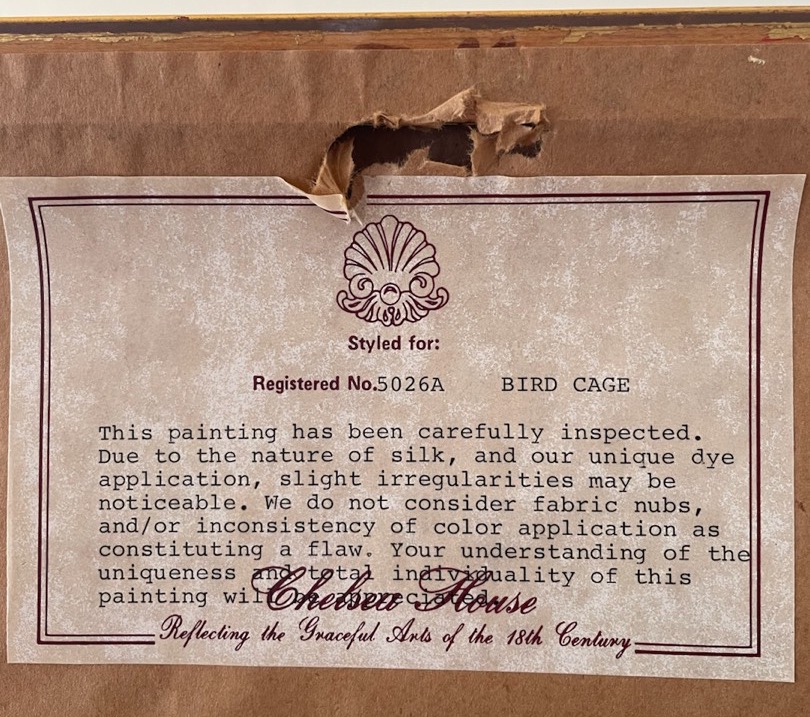 Styled for:
Registered No.5026A BIRD CAGE
This painting has been carefully inspected.
Due to the nature of silk, and our unique dye
application, slight irregularities may be
noticeable. We do not consider fabric nubs,
and/or inconsistency of color application as
constituting a flaw. Your understanding of the
uniqueness and total individuality of this
painting will be appreciated.
Chelsea House
Reflecting the Graceful Arts of the 18th Century